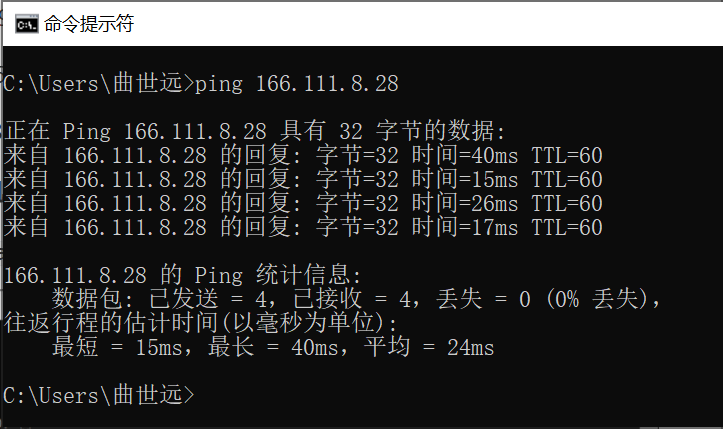 命令提示符
C:\Users\曲世远>ping 166.111.8.28
正在 Ping 166.111.8.28 具有 32 字节的数据:
来自 166.111.8.28 的回复: 字节=32 时间=40ms TTL=60
来自 166.111.8.28 的回复: 字节=32 时间=15ms TTL=60
来自 166.111.8.28 的回复: 字节=32 时间=26ms TTL=60
来自 166.111.8.28 的回复: 字节=32 时间=17ms TTL=60
166.111.8.28 的 Ping 统计信息:
数据包: 已发送 = 4，已接收 = 4，丢失 = 0 (0% 丢失)，
往返行程的估计时间(以毫秒为单位):
最短 = 15ms，最长 = 40ms，平均 = 24ms
C:\Users\曲世远>